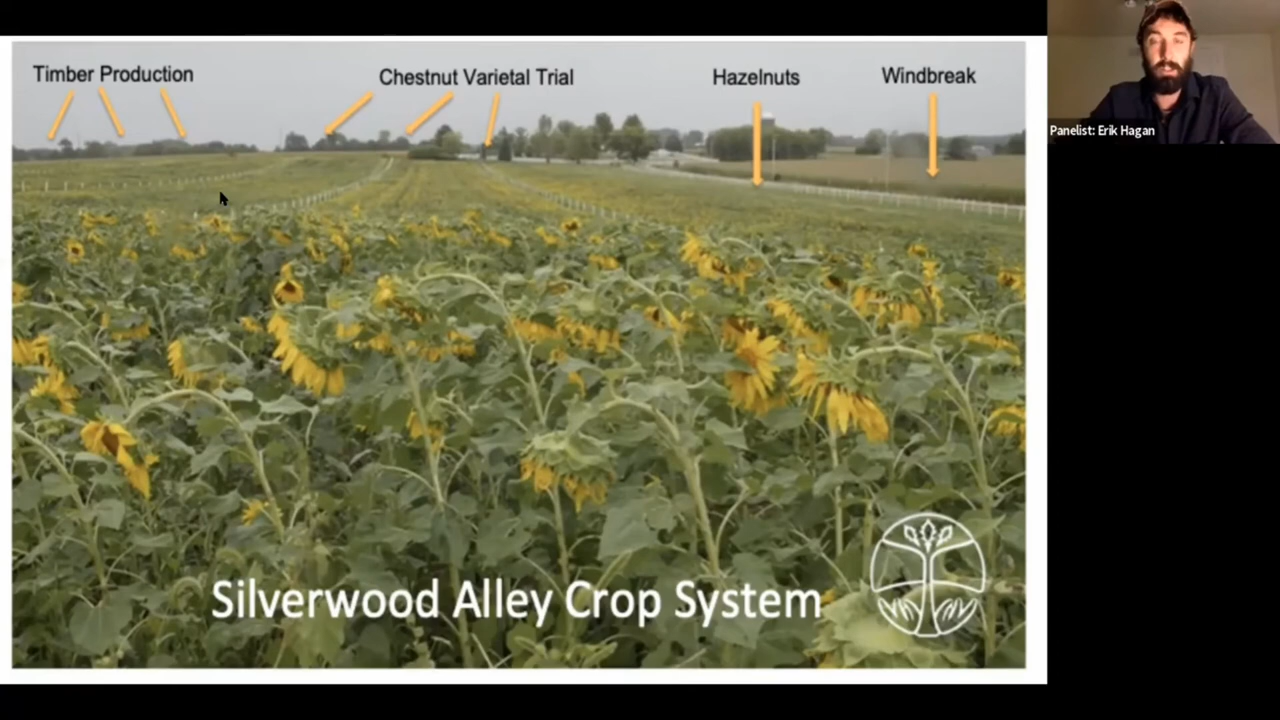 Timber Production
Chestnut Varietal Trial
Hazelnuts
Windbreak
Panelist: Erik Hagan
Silverwood Alley Crop System